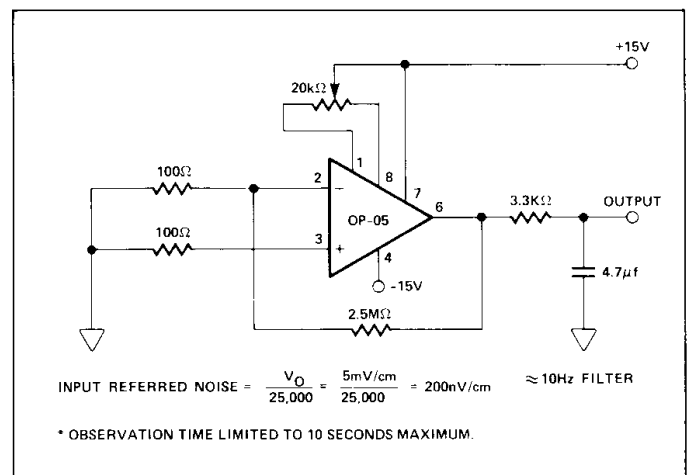 +15V
20kΩ
1
8
100Ω
2
−
7
OP-05
6
3.3KΩ
OUTPUT
100Ω
3
+
4
4.7µf
-15V
2.5MΩ
INPUT REFERRED NOISE = V_O / 25,000 = 5mV/cm / 25,000 = 200nV/cm
≈10Hz FILTER
* OBSERVATION TIME LIMITED TO 10 SECONDS MAXIMUM.